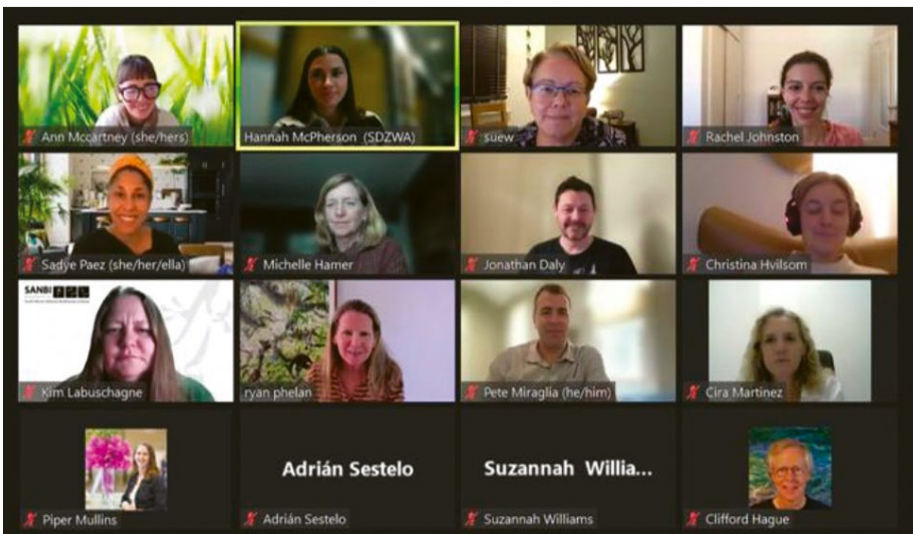 Ann Mccartney (she/hers)
Hannah McPherson (SDZWA)
suew
Rachel Johnston
Sadye Paez (she/her/ella)
Michelle Hamer
Jonathan Daly
Christina Hvilsom
SANBI
Kim Labuschagne
ryan phelan
Pete Miraglia (he/him)
Cira Martinez
Piper Mullins
Adrián Sestelo
Adrián Sestelo
Suzannah Willia...
Suzannah Williams
Clifford Hague